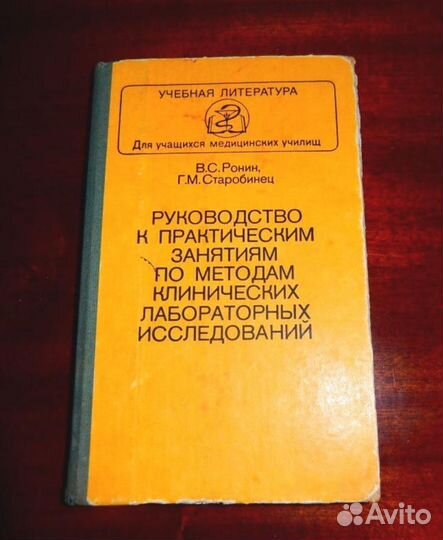 УЧЕБНАЯ ЛИТЕРАТУРА
Для учащихся медицинских училищ
В.С.Ронин,
Г.М.Старобинец
РУКОВОДСТВО
К ПРАКТИЧЕСКИМ
ЗАНЯТИЯМ
ПО МЕТОДАМ
КЛИНИЧЕСКИХ
ЛАБОРАТОРНЫХ
ИССЛЕДОВАНИЙ
Avito